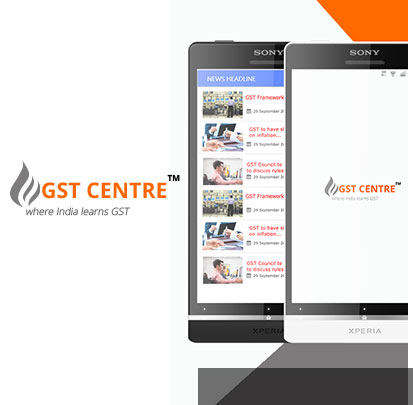 GST CENTRE™
where India learns GST
SONY
NEWS HEADLINE
GST Framework
29 September 2
GST to have sl
on inflation...
29 September 2
GST Council to
to discuss rules
29 September 2
GST Framework
29 September 2
GST to have sl
on inflation...
29 September 2
GST Council to
to discuss rules
29 September 2
XPERIA
SONY
GST CENTRE™
where India learns GST
XPERIA